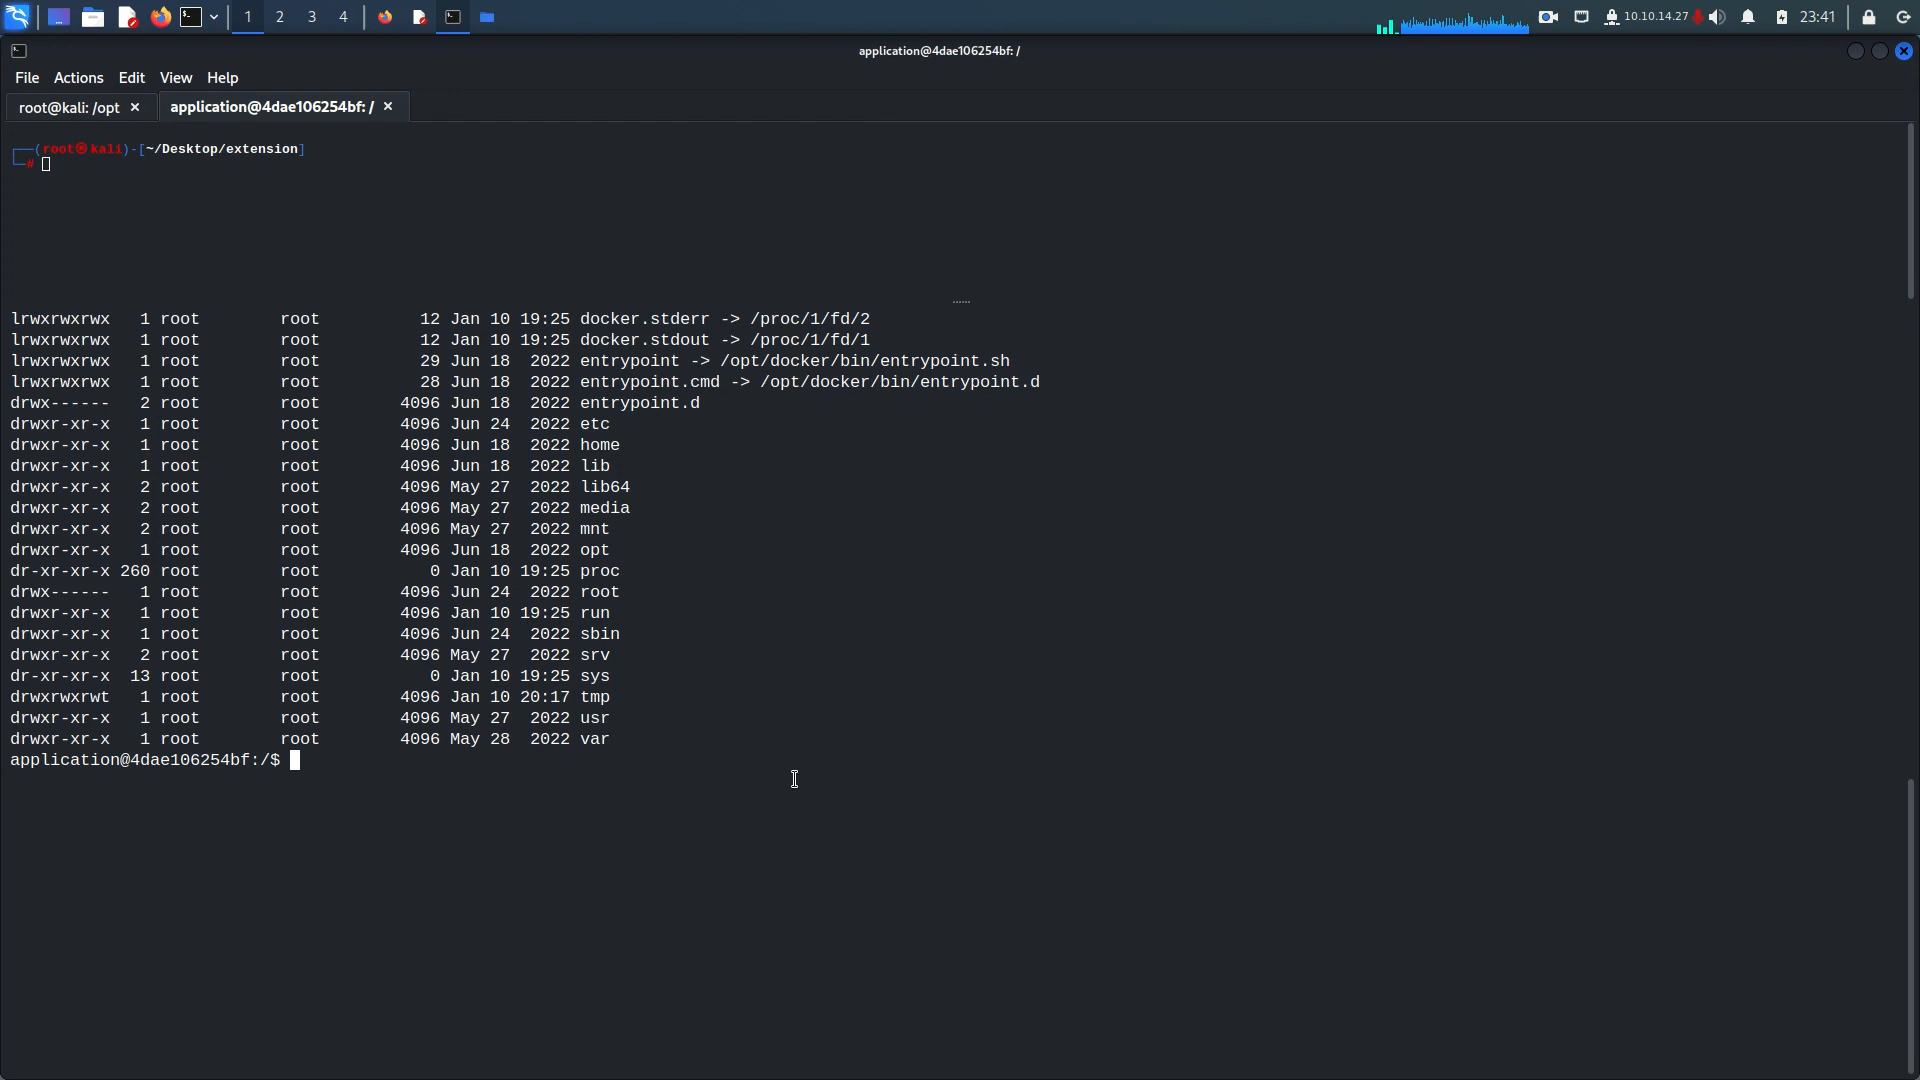 1 2 3 4 10.10.14.27 23:41
application@4dae106254bf: /
File Actions Edit View Help
root@kali: /opt × application@4dae106254bf: / ×
┌──(root㉿kali)-[~/Desktop/extension]
└─#
lrwxrwxrwx   1 root        root          12 Jan 10 19:25 docker.stderr -> /proc/1/fd/2
lrwxrwxrwx   1 root        root          12 Jan 10 19:25 docker.stdout -> /proc/1/fd/1
lrwxrwxrwx   1 root        root          29 Jun 18  2022 entrypoint -> /opt/docker/bin/entrypoint.sh
lrwxrwxrwx   1 root        root          28 Jun 18  2022 entrypoint.cmd -> /opt/docker/bin/entrypoint.d
drwx------   2 root        root        4096 Jun 18  2022 entrypoint.d
drwxr-xr-x   1 root        root        4096 Jun 24  2022 etc
drwxr-xr-x   1 root        root        4096 Jun 18  2022 home
drwxr-xr-x   1 root        root        4096 Jun 18  2022 lib
drwxr-xr-x   2 root        root        4096 May 27  2022 lib64
drwxr-xr-x   2 root        root        4096 May 27  2022 media
drwxr-xr-x   2 root        root        4096 May 27  2022 mnt
drwxr-xr-x   1 root        root        4096 Jun 18  2022 opt
dr-xr-xr-x 260 root        root           0 Jan 10 19:25 proc
drwx------   1 root        root        4096 Jun 24  2022 root
drwxr-xr-x   1 root        root        4096 Jan 10 19:25 run
drwxr-xr-x   1 root        root        4096 Jun 24  2022 sbin
drwxr-xr-x   2 root        root        4096 May 27  2022 srv
dr-xr-xr-x  13 root        root           0 Jan 10 19:25 sys
drwxrwxrwt   1 root        root        4096 Jan 10 20:17 tmp
drwxr-xr-x   1 root        root        4096 May 27  2022 usr
drwxr-xr-x   1 root        root        4096 May 28  2022 var
application@4dae106254bf:/$